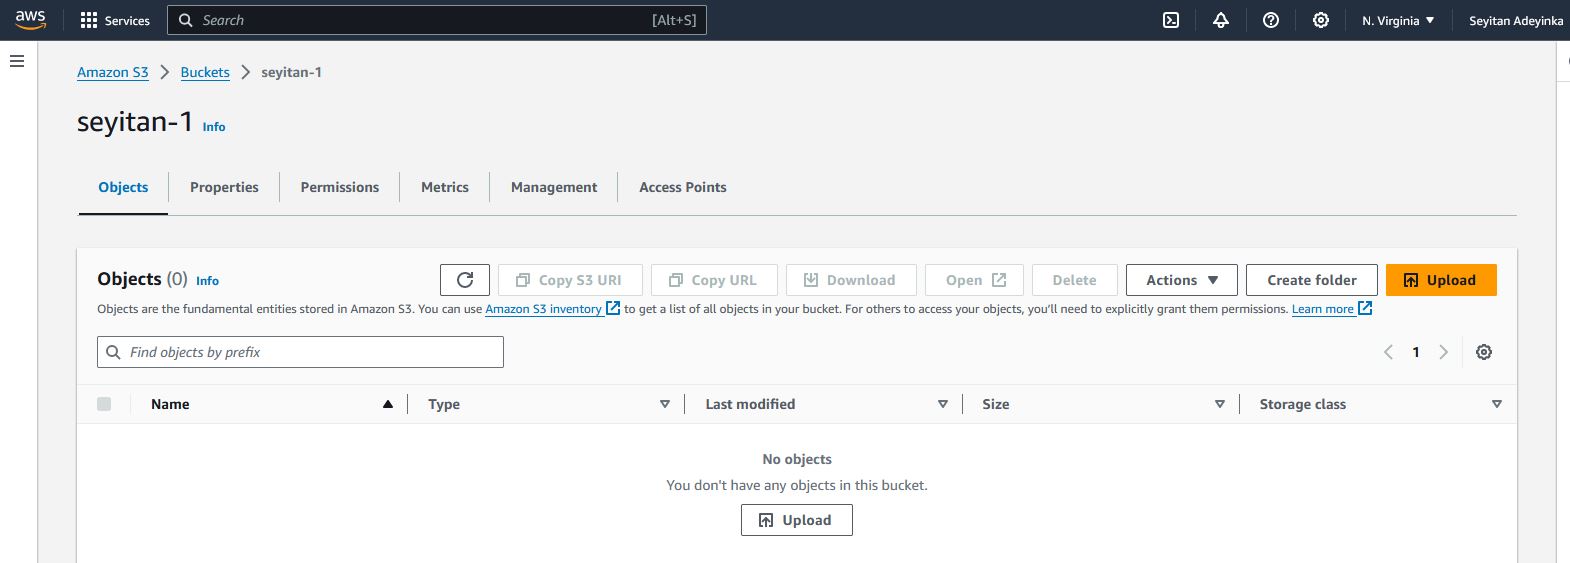 aws Services Search [Alt+S] N. Virginia Seyitan Adeyinka
Amazon S3 Buckets seyitan-1
seyitan-1 Info
Objects Properties Permissions Metrics Management Access Points
Objects (0) Info Copy S3 URI Copy URL Download Open Delete Actions Create folder Upload
Objects are the fundamental entities stored in Amazon S3. You can use Amazon S3 inventory to get a list of all objects in your bucket. For others to access your objects, you’ll need to explicitly grant them permissions. Learn more
Find objects by prefix 1
Name Type Last modified Size Storage class
No objects
You don't have any objects in this bucket.
Upload